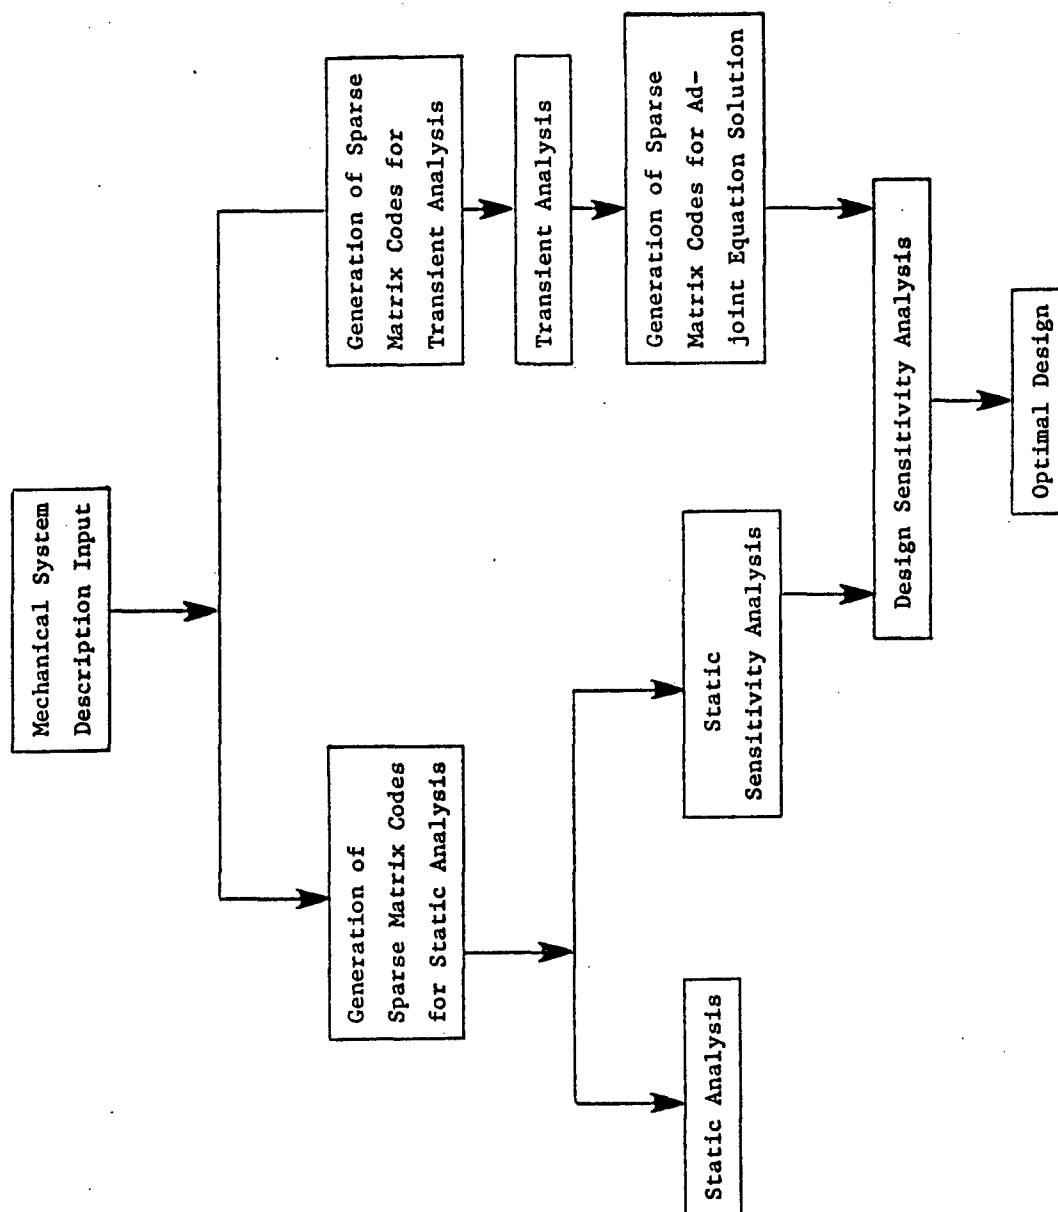 Mechanical System
Description Input
Generation of
Sparse Matrix Codes
for Static Analysis
Generation of Sparse
Matrix Codes for
Transient Analysis
Transient Analysis
Generation of Sparse
Matrix Codes for Ad-
joint Equation Solution
Static Analysis
Static
Sensitivity Analysis
Design Sensitivity Analysis
Optimal Design